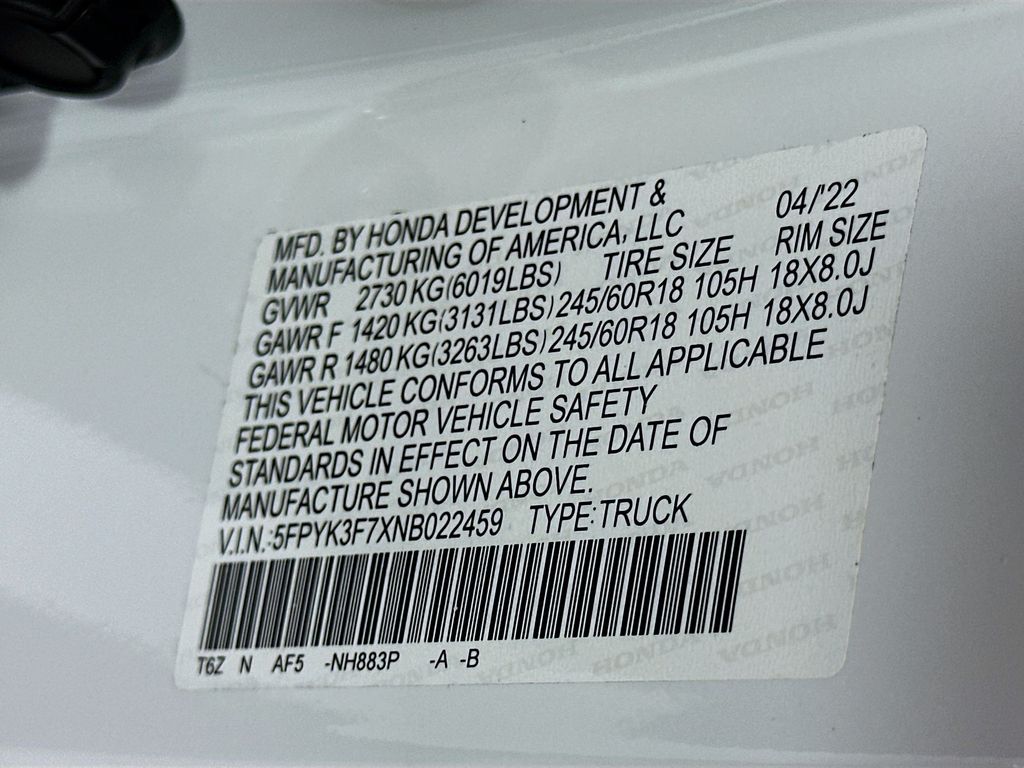 MFD. BY HONDA DEVELOPMENT & 04/'22
MANUFACTURING OF AMERICA, LLC
GVWR 2730 KG(6019LBS) TIRE SIZE RIM SIZE
GAWR F 1420 KG(3131LBS) 245/60R18 105H 18X8.0J
GAWR R 1480 KG(3263LBS) 245/60R18 105H 18X8.0J
THIS VEHICLE CONFORMS TO ALL APPLICABLE
FEDERAL MOTOR VEHICLE SAFETY
STANDARDS IN EFFECT ON THE DATE OF
MANUFACTURE SHOWN ABOVE.
V.I.N.:5FPYK3F7XNB022459 TYPE:TRUCK
T6Z N AF5 -NH883P -A -B